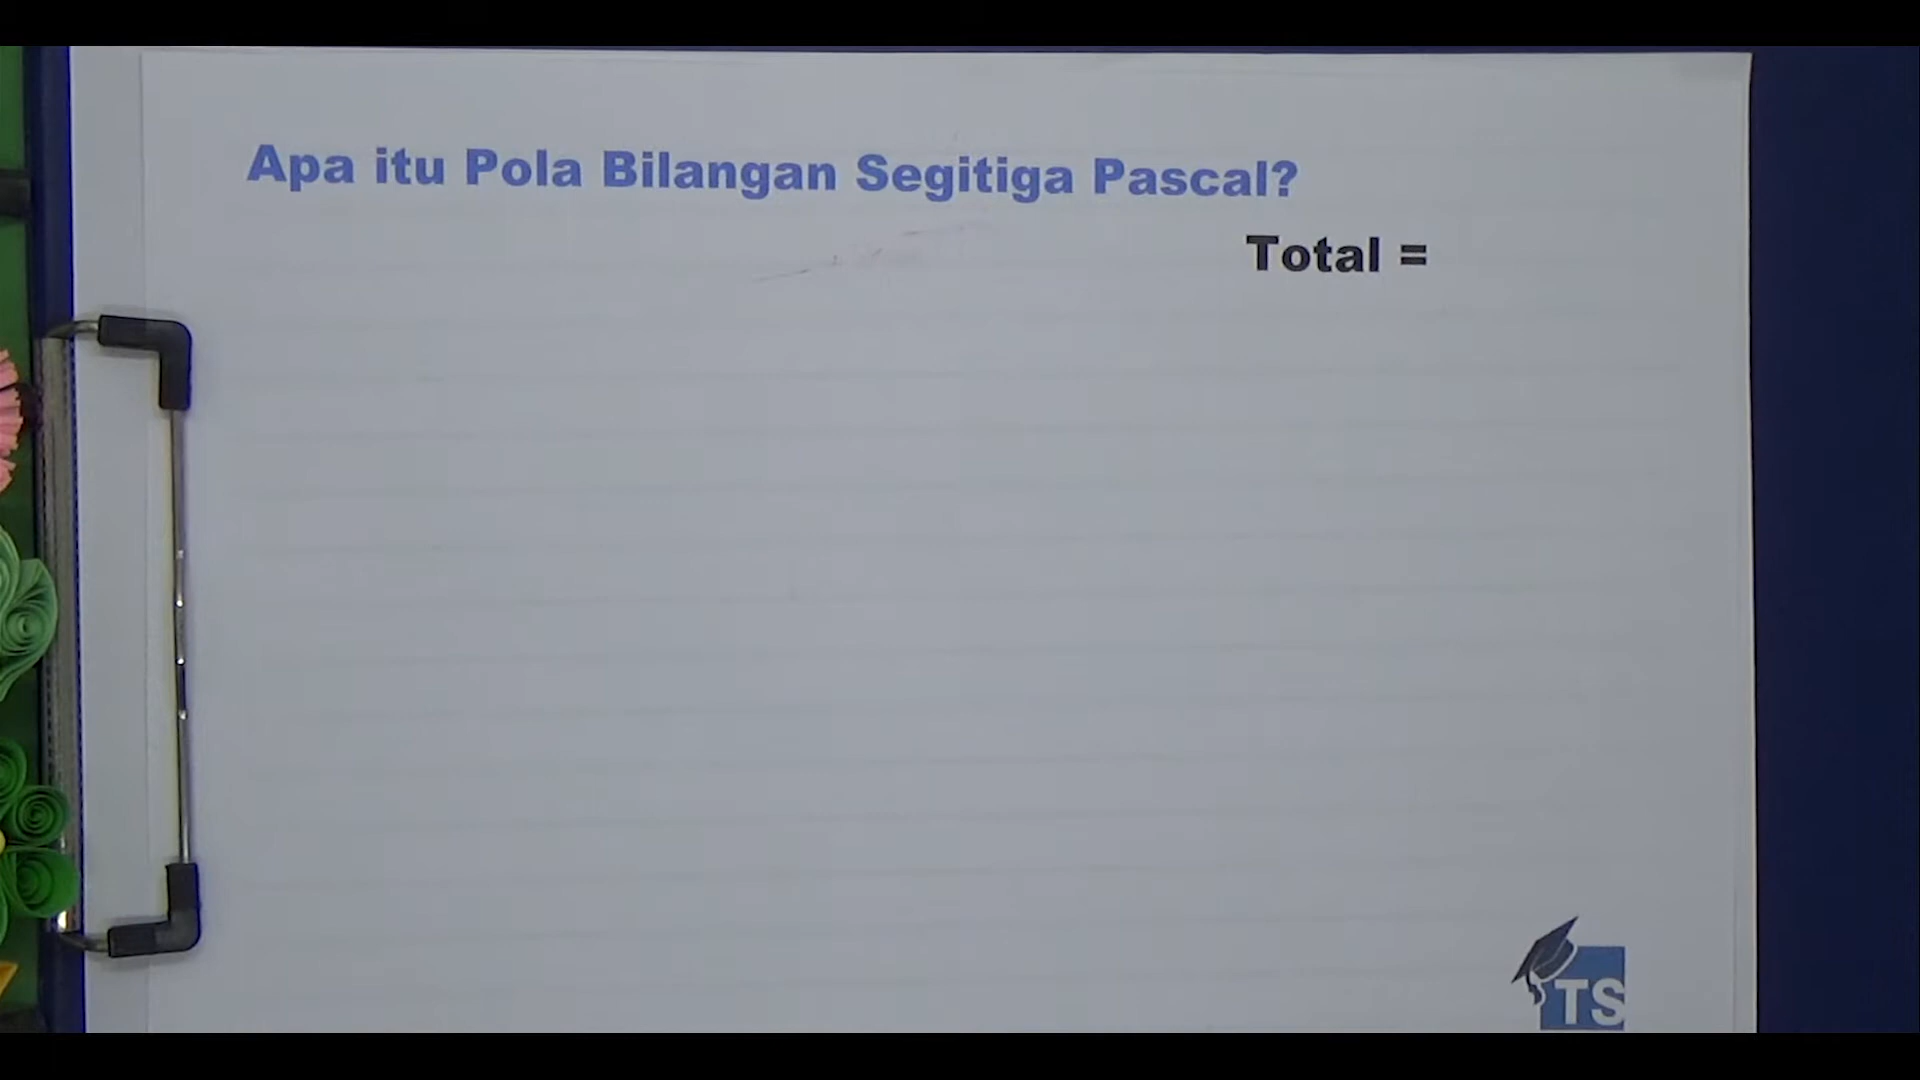 Apa itu Pola Bilangan Segitiga Pascal?
Total =
TS